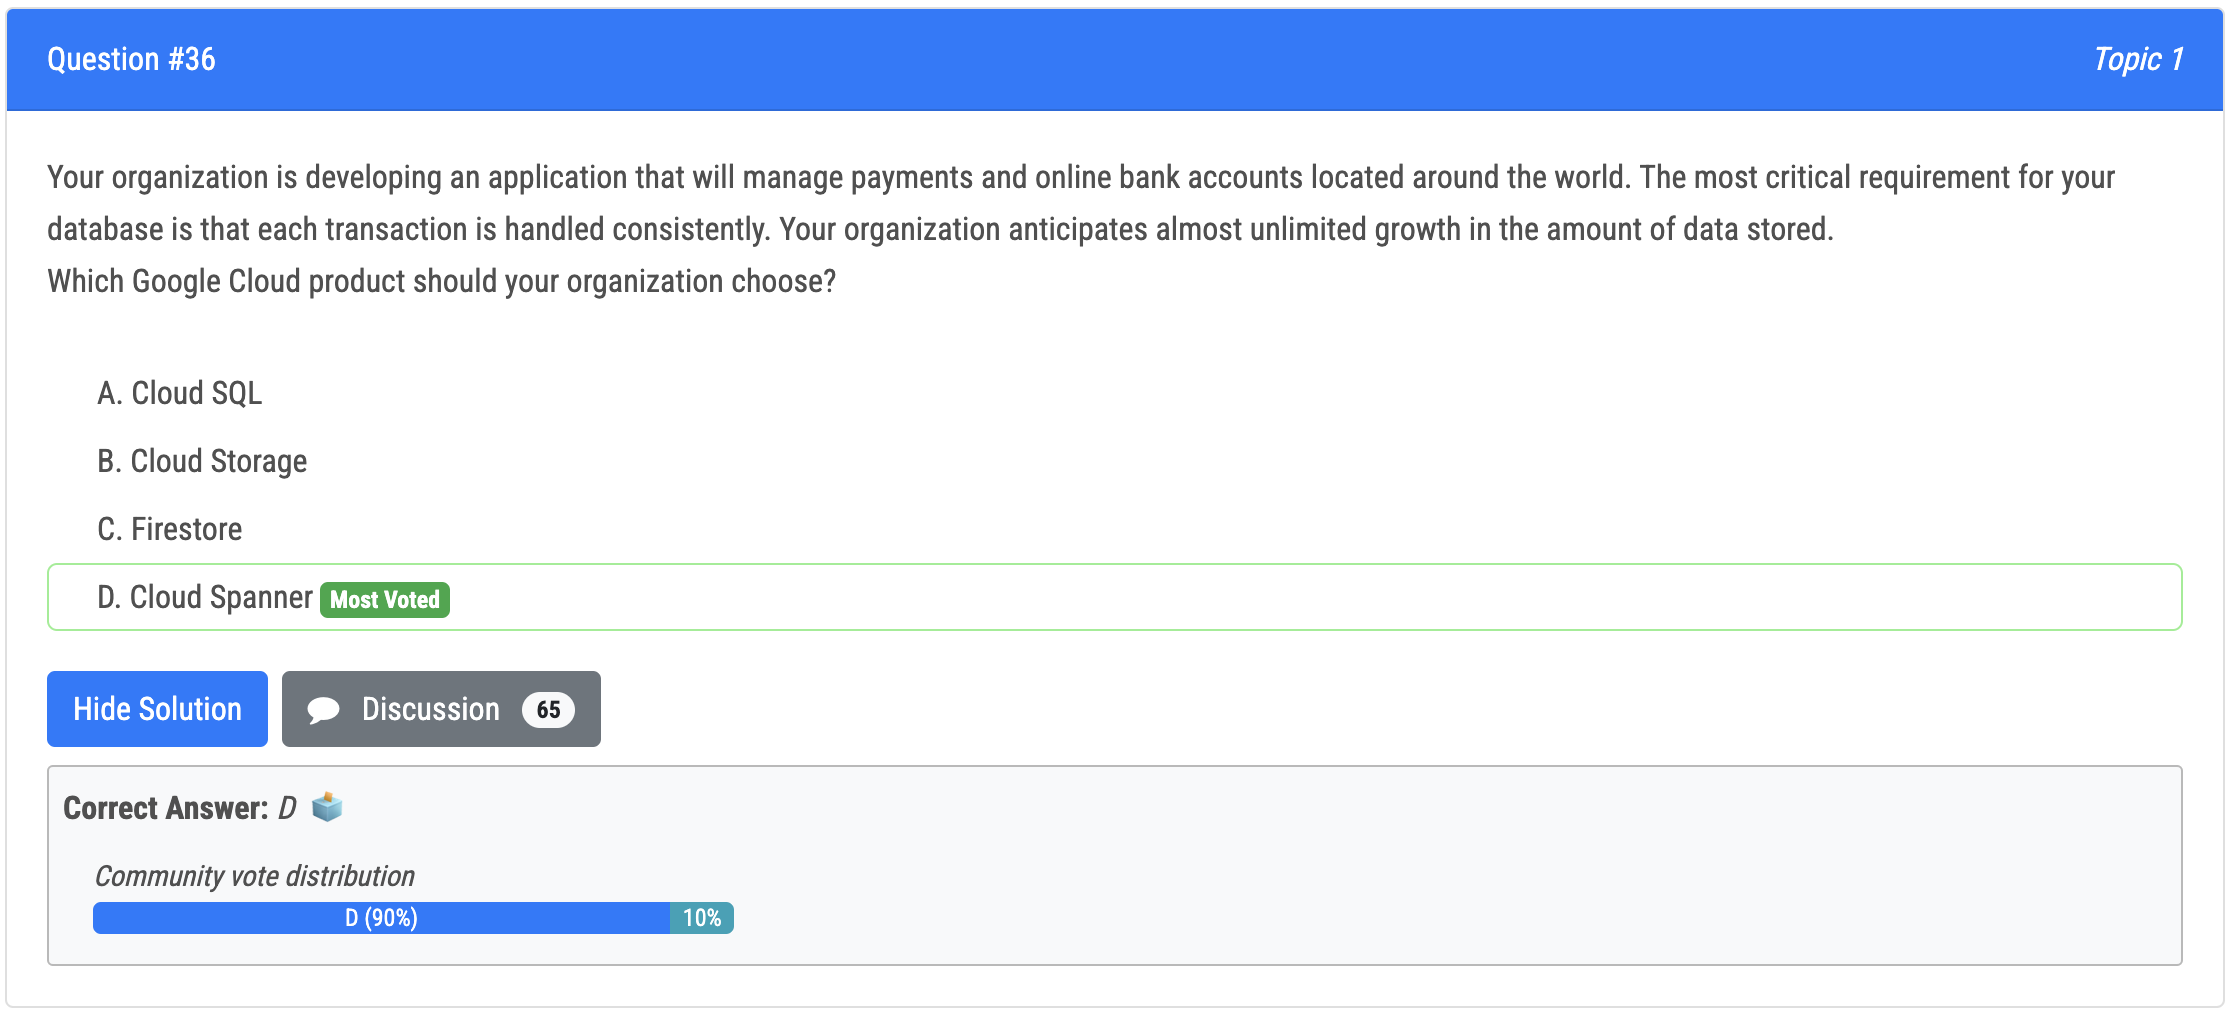 Question #36
Topic 1
Your organization is developing an application that will manage payments and online bank accounts located around the world. The most critical requirement for your
database is that each transaction is handled consistently. Your organization anticipates almost unlimited growth in the amount of data stored.
Which Google Cloud product should your organization choose?
A. Cloud SQL
B. Cloud Storage
C. Firestore
D. Cloud Spanner Most Voted
Hide Solution
Discussion 65
Correct Answer: D
Community vote distribution
D (90%) 10%